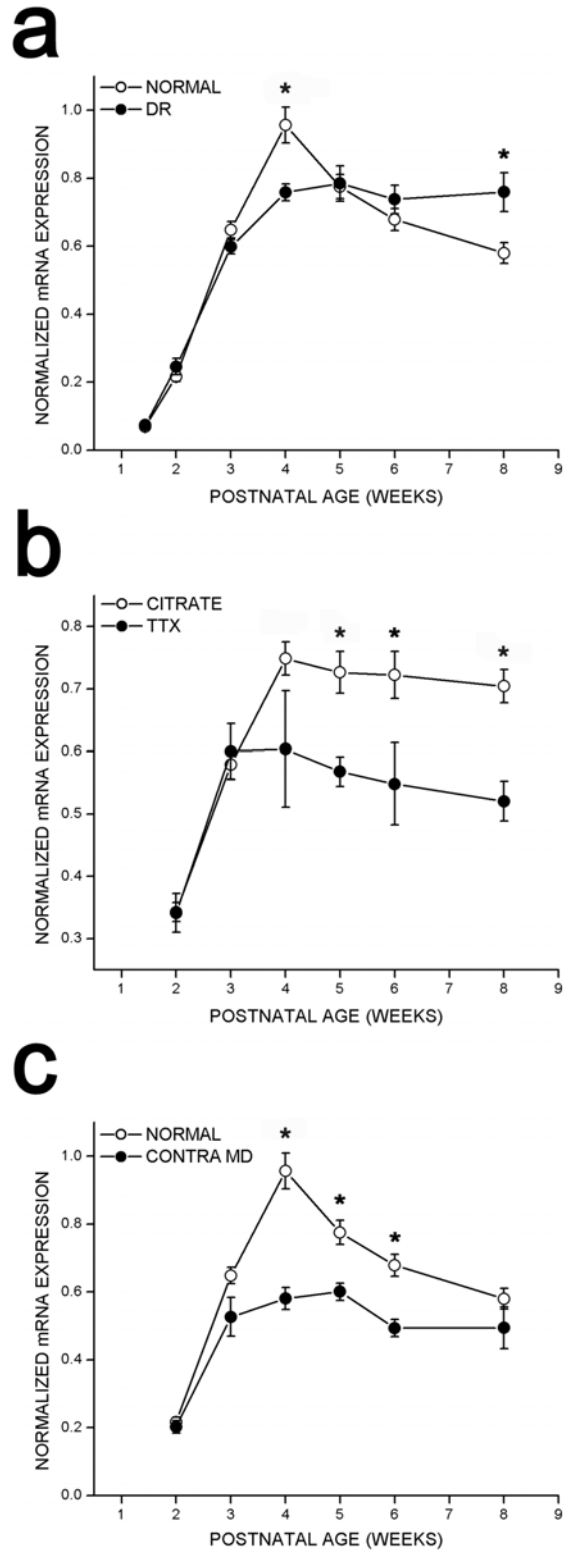 a
NORMAL
DR
*
*
NORMALIZED mRNA EXPRESSION
1.0
0.8
0.6
0.4
0.2
0.0
1 2 3 4 5 6 7 8 9
POSTNATAL AGE (WEEKS)
b
CITRATE
TTX
* * *
NORMALIZED mRNA EXPRESSION
0.8
0.7
0.6
0.5
0.4
0.3
1 2 3 4 5 6 7 8 9
POSTNATAL AGE (WEEKS)
c
NORMAL
CONTRA MD
*
*
*
NORMALIZED mRNA EXPRESSION
1.0
0.8
0.6
0.4
0.2
0.0
1 2 3 4 5 6 7 8 9
POSTNATAL AGE (WEEKS)